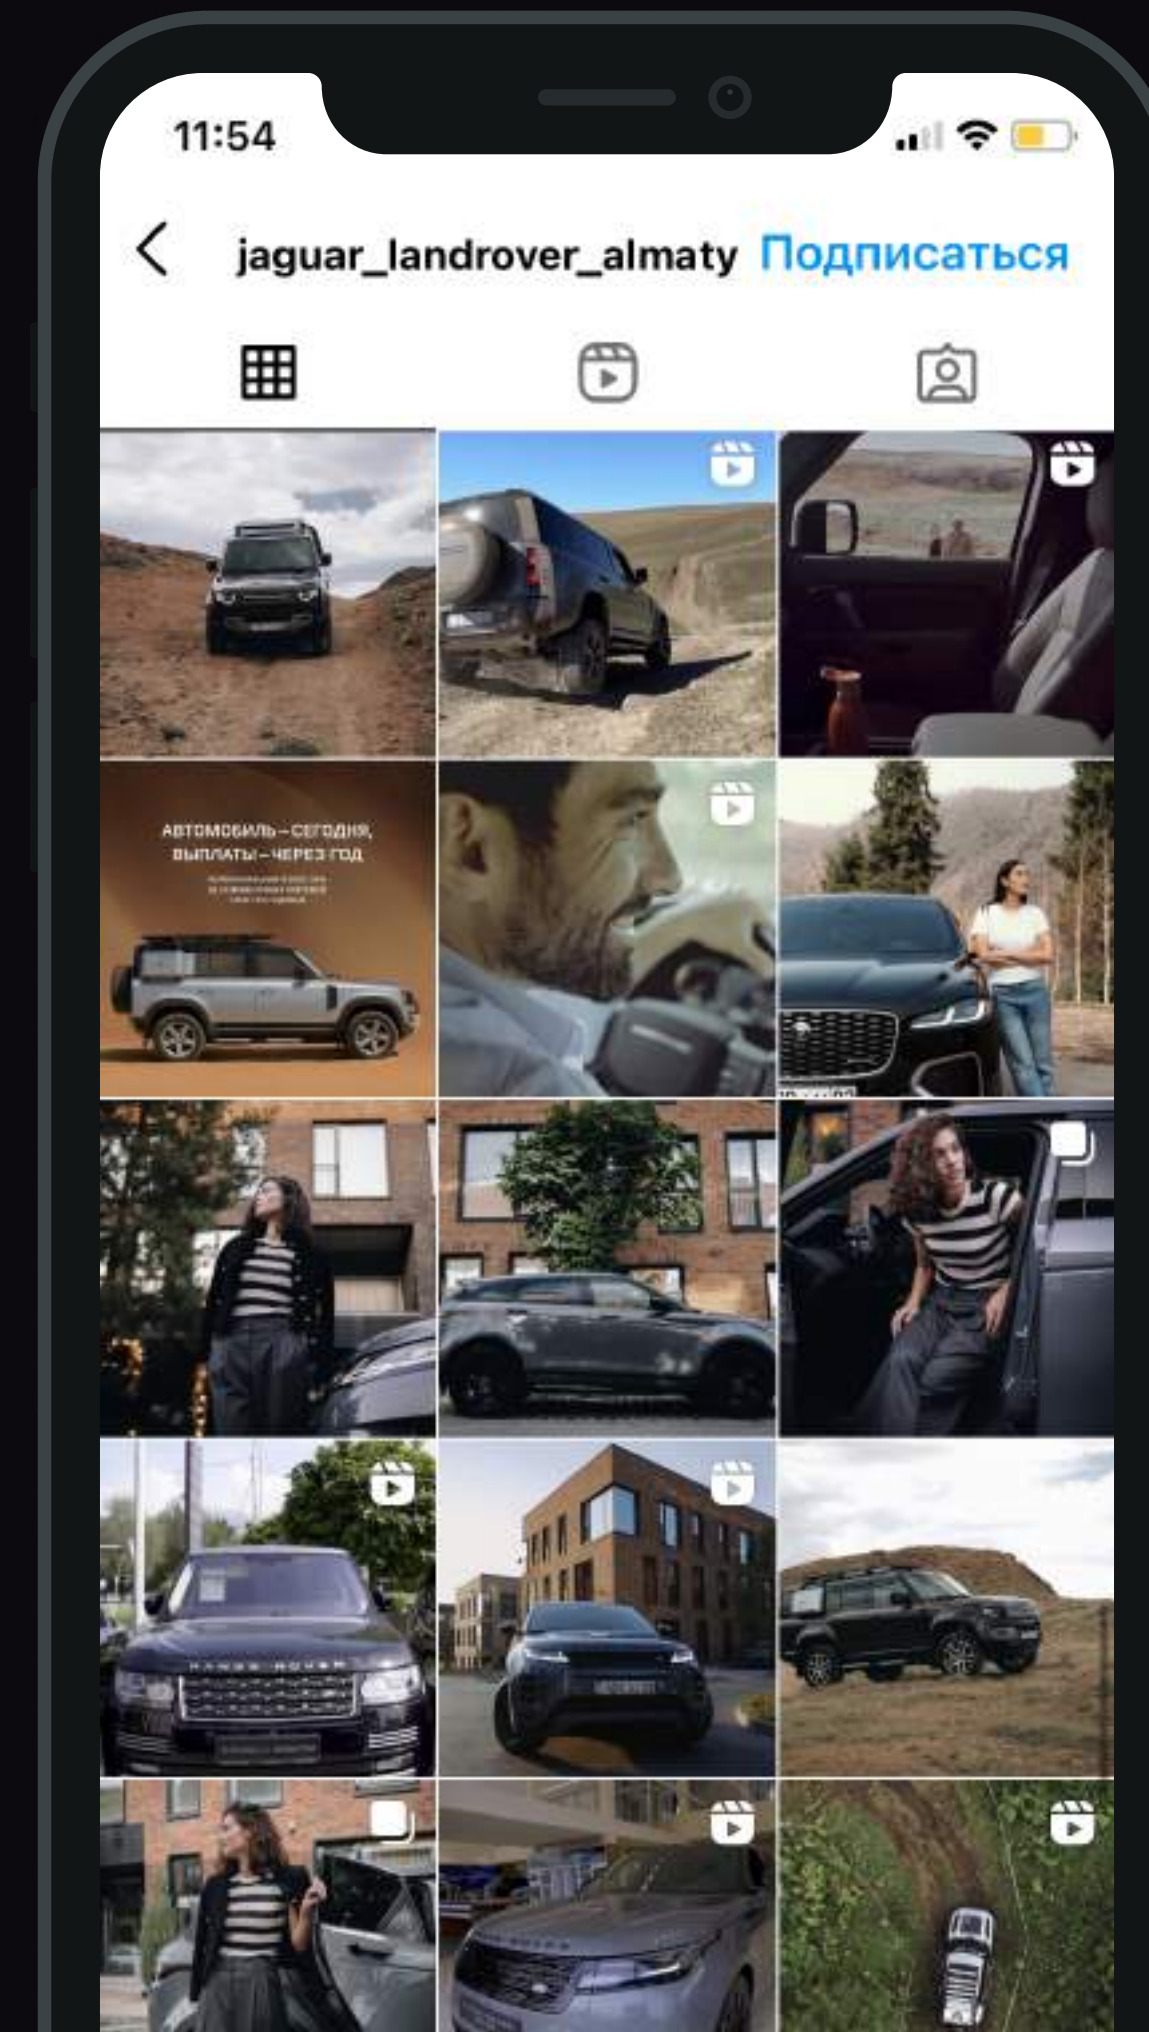 11:54
jaguar_landrover_almaty
Подписаться
АВТОМОБИЛЬ – СЕГОДНЯ,
ВЫПЛАТЫ – ЧЕРЕЗ ГОД
RANGE ROVER